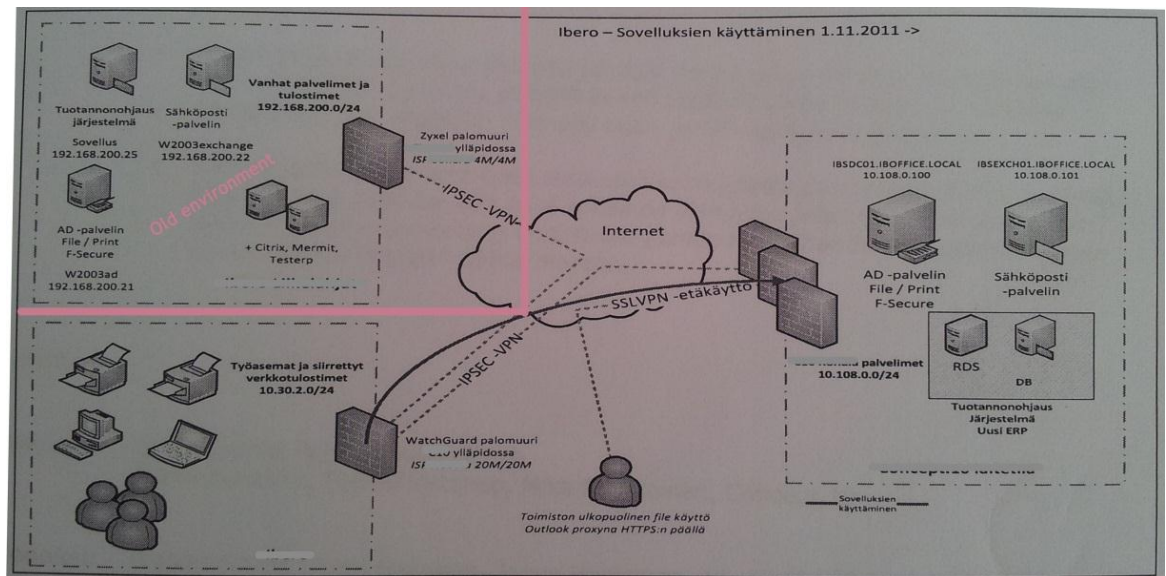 Ibero – Sovelluksien käyttäminen 1.11.2011 ->
Vanhat palvelimet ja
tulostimet
192.168.200.0/24
Tuotannonohjaus
järjestelmä
Sähköposti
-palvelin
Sovellus
192.168.200.25
W2003exchange
192.168.200.22
Old environment
AD -palvelin
File / Print
F-Secure
W2003ad
192.168.200.21
+ Citrix, Mermit,
Testerp
Zyxel palomuuri
ylläpidossa
4M/4M
IPSEC -VPN
Internet
SSLVPN -etäkäyttö
IPSEC -VPN
IBSDC01.IBOFFICE.LOCAL
10.108.0.100
IBSEXCH01.IBOFFICE.LOCAL
10.108.0.101
AD -palvelin
File / Print
F-Secure
Sähköposti
-palvelin
palvelimet
10.108.0.0/24
RDS
DB
Tuotannonohjaus
Järjestelmä
Uusi ERP
Työasemat ja siirrettyt
verkkotulostimet
10.30.2.0/24
WatchGuard palomuuri
ylläpidossa
20M/20M
Toimiston ulkopuolinen file käyttö
Outlook proxyna HTTPS:n päällä
Sovelluksien
käyttäminen